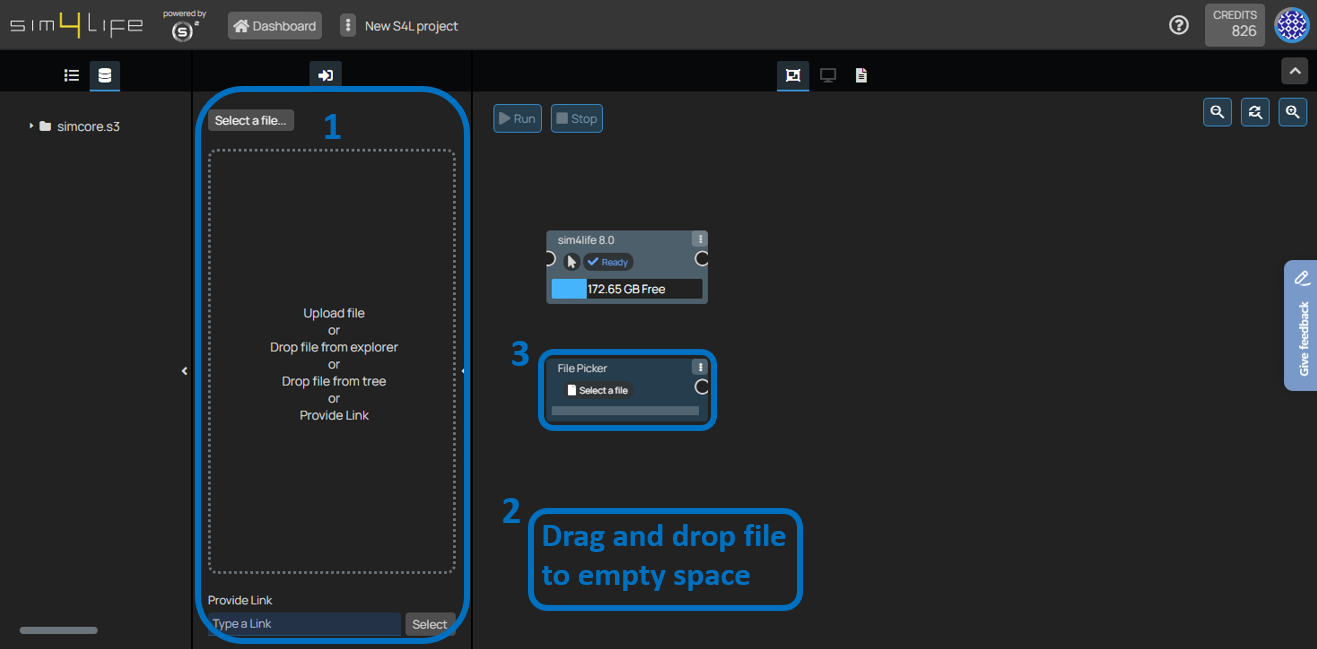 sim4life
powered by
Dashboard
New S4L project
CREDITS
826
simcore.s3
Select a file...
1
Upload file
or
Drop file from explorer
or
Drop file from tree
or
Provide Link
Provide Link
Type a Link
Select
Run
Stop
sim4life 8.0
Ready
172.65 GB Free
3
File Picker
Select a file
2
Drag and drop file
to empty space
Give feedback